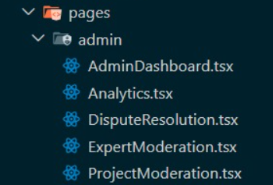 pages
admin
AdminDashboard.tsx
Analytics.tsx
DisputeResolution.tsx
ExpertModeration.tsx
ProjectModeration.tsx